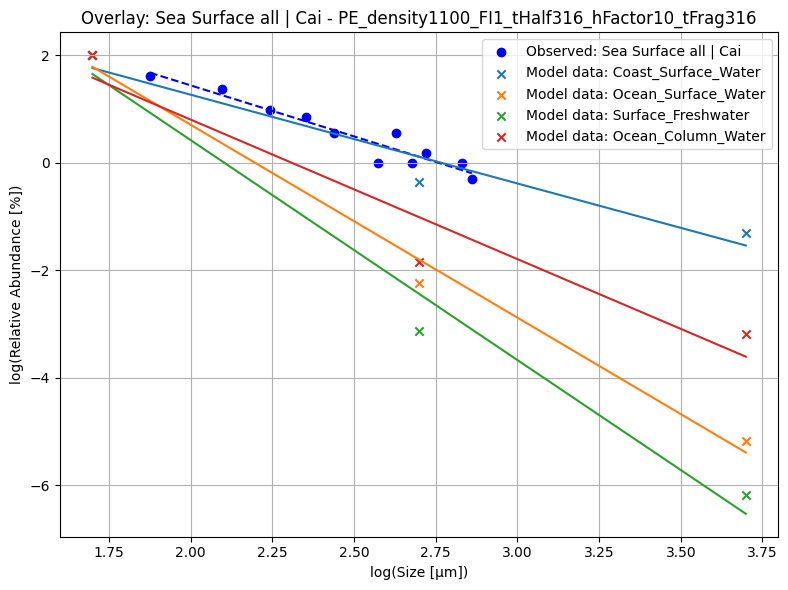 Overlay: Sea Surface all | Cai - PE_density1100_FI1_tHalf316_hFactor10_tFrag316
Observed: Sea Surface all | Cai
Model data: Coast_Surface_Water
Model data: Ocean_Surface_Water
Model data: Surface_Freshwater
Model data: Ocean_Column_Water
log(Relative Abundance [%])
2
0
−2
−4
−6
1.75
2.00
2.25
2.50
2.75
3.00
3.25
3.50
3.75
log(Size [µm])